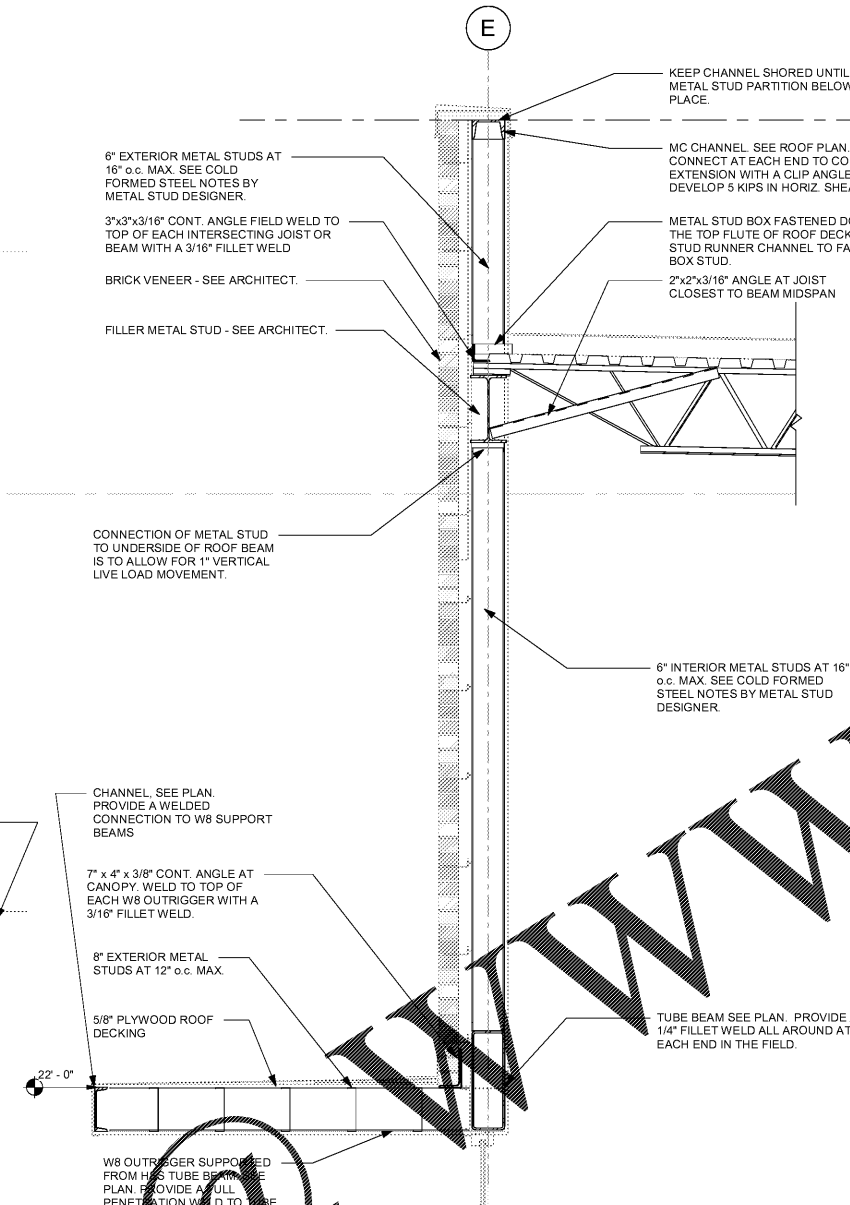 E
KEEP CHANNEL SHORED UNTIL
METAL STUD PARTITION BELOW
PLACE.
6" EXTERIOR METAL STUDS AT
16" o.c. MAX. SEE COLD
FORMED STEEL NOTES BY
METAL STUD DESIGNER.
MC CHANNEL. SEE ROOF PLAN.
CONNECT AT EACH END TO CO
EXTENSION WITH A CLIP ANGLE
DEVELOP 5 KIPS IN HORIZ. SHEA
3"x3"x3/16" CONT. ANGLE FIELD WELD TO
TOP OF EACH INTERSECTING JOIST OR
BEAM WITH A 3/16" FILLET WELD
METAL STUD BOX FASTENED DO
THE TOP FLUTE OF ROOF DECK
STUD RUNNER CHANNEL TO FA
BOX STUD.
BRICK VENEER - SEE ARCHITECT.
2"x2"x3/16" ANGLE AT JOIST
CLOSEST TO BEAM MIDSPAN
FILLER METAL STUD - SEE ARCHITECT.
CONNECTION OF METAL STUD
TO UNDERSIDE OF ROOF BEAM
IS TO ALLOW FOR 1" VERTICAL
LIVE LOAD MOVEMENT.
6" INTERIOR METAL STUDS AT 16"
o.c. MAX. SEE COLD FORMED
STEEL NOTES BY METAL STUD
DESIGNER.
CHANNEL, SEE PLAN.
PROVIDE A WELDED
CONNECTION TO W8 SUPPORT
BEAMS
7" x 4" x 3/8" CONT. ANGLE AT
CANOPY. WELD TO TOP OF
EACH W8 OUTRIGGER WITH A
3/16" FILLET WELD.
8" EXTERIOR METAL
STUDS AT 12" o.c. MAX.
5/8" PLYWOOD ROOF
DECKING
TUBE BEAM SEE PLAN. PROVIDE
1/4" FILLET WELD ALL AROUND AT
EACH END IN THE FIELD.
22' - 0"
W8 OUTRIGGER SUPPORTED
FROM HSS TUBE BEAM. SEE
PLAN. PROVIDE A FULL
PENETRATION WELD TO TUBE
WWW